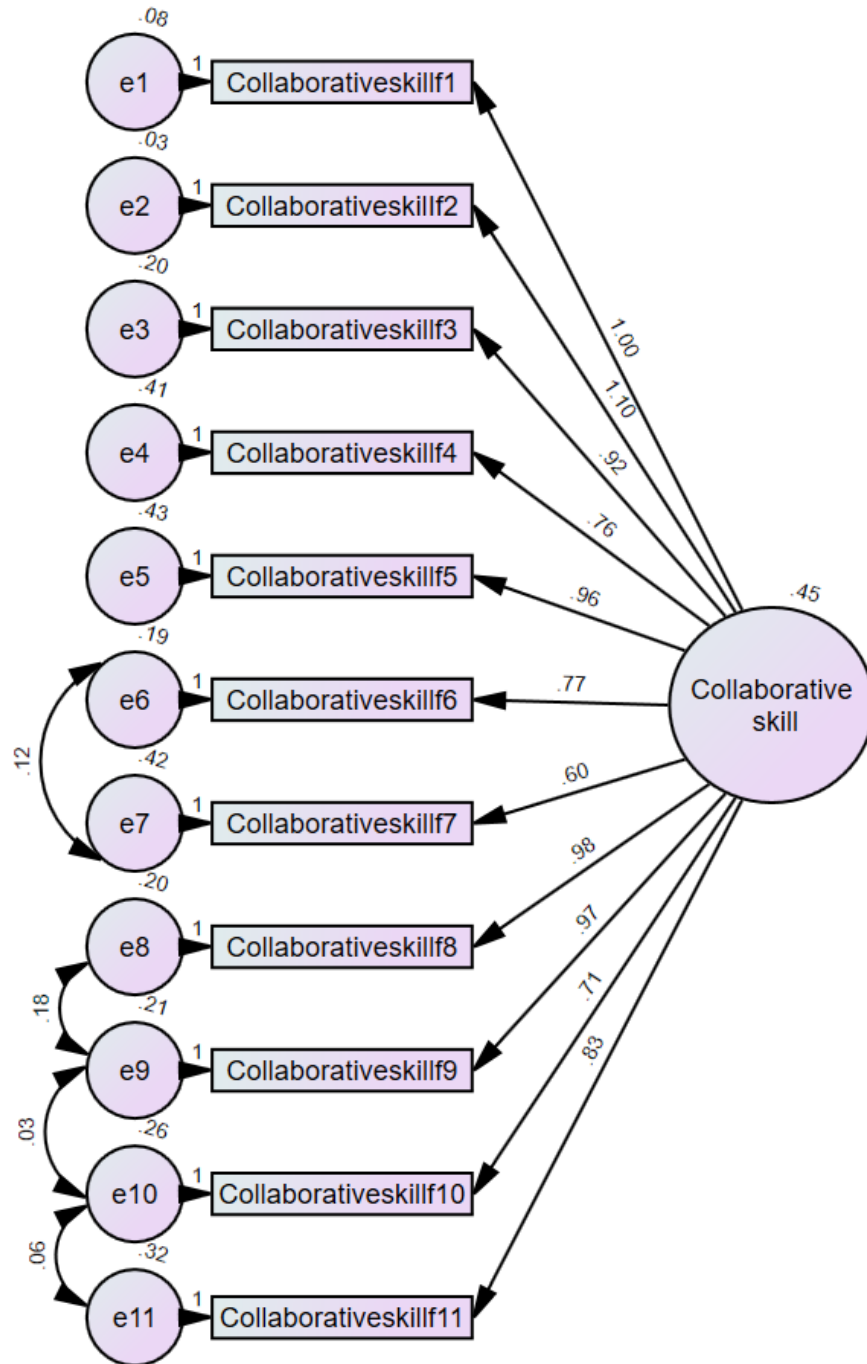 .08
e1
1
Collaborativeskillf1
.03
e2
1
Collaborativeskillf2
.20
e3
1
Collaborativeskillf3
.41
e4
1
Collaborativeskillf4
.43
e5
1
Collaborativeskillf5
.19
e6
1
Collaborativeskillf6
.42
e7
1
Collaborativeskillf7
.20
e8
1
Collaborativeskillf8
.21
e9
1
Collaborativeskillf9
.26
e10
1
Collaborativeskillf10
.32
e11
1
Collaborativeskillf11
.12
.18
.03
.06
1.00
1.10
.92
.76
.96
.77
.60
.98
.97
.71
.83
.45
Collaborative
skill